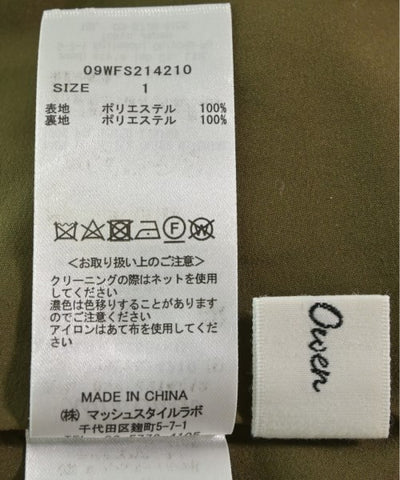 09WFS214210
SIZE 1
表地 ポリエステル 100%
裏地 ポリエステル 100%
<お取り扱い上のご注意>
クリーニングの際はネットを使用
してください
濃色は色移りすることがあります
のでご注意ください
アイロンはあて布を使用して
ください
MADE IN CHINA
(株) マッシュスタイルラボ
千代田区麹町5-7-1
Owen